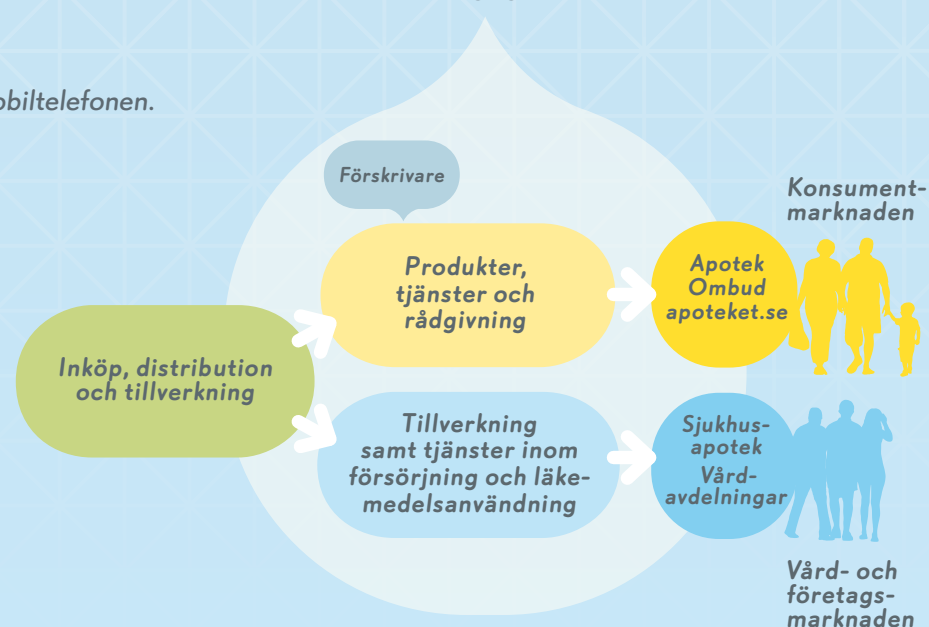 obiltelefonen.
Förskrivare
Konsument-
marknaden
Produkter,
tjänster och
rådgivning
Apotek
Ombud
apoteket.se
Inköp, distribution
och tillverkning
Tillverkning
samt tjänster inom
försörjning och läke-
medelsanvändning
Sjukhus-
apotek
Vård-
avdelningar
Vård- och
företags-
marknaden